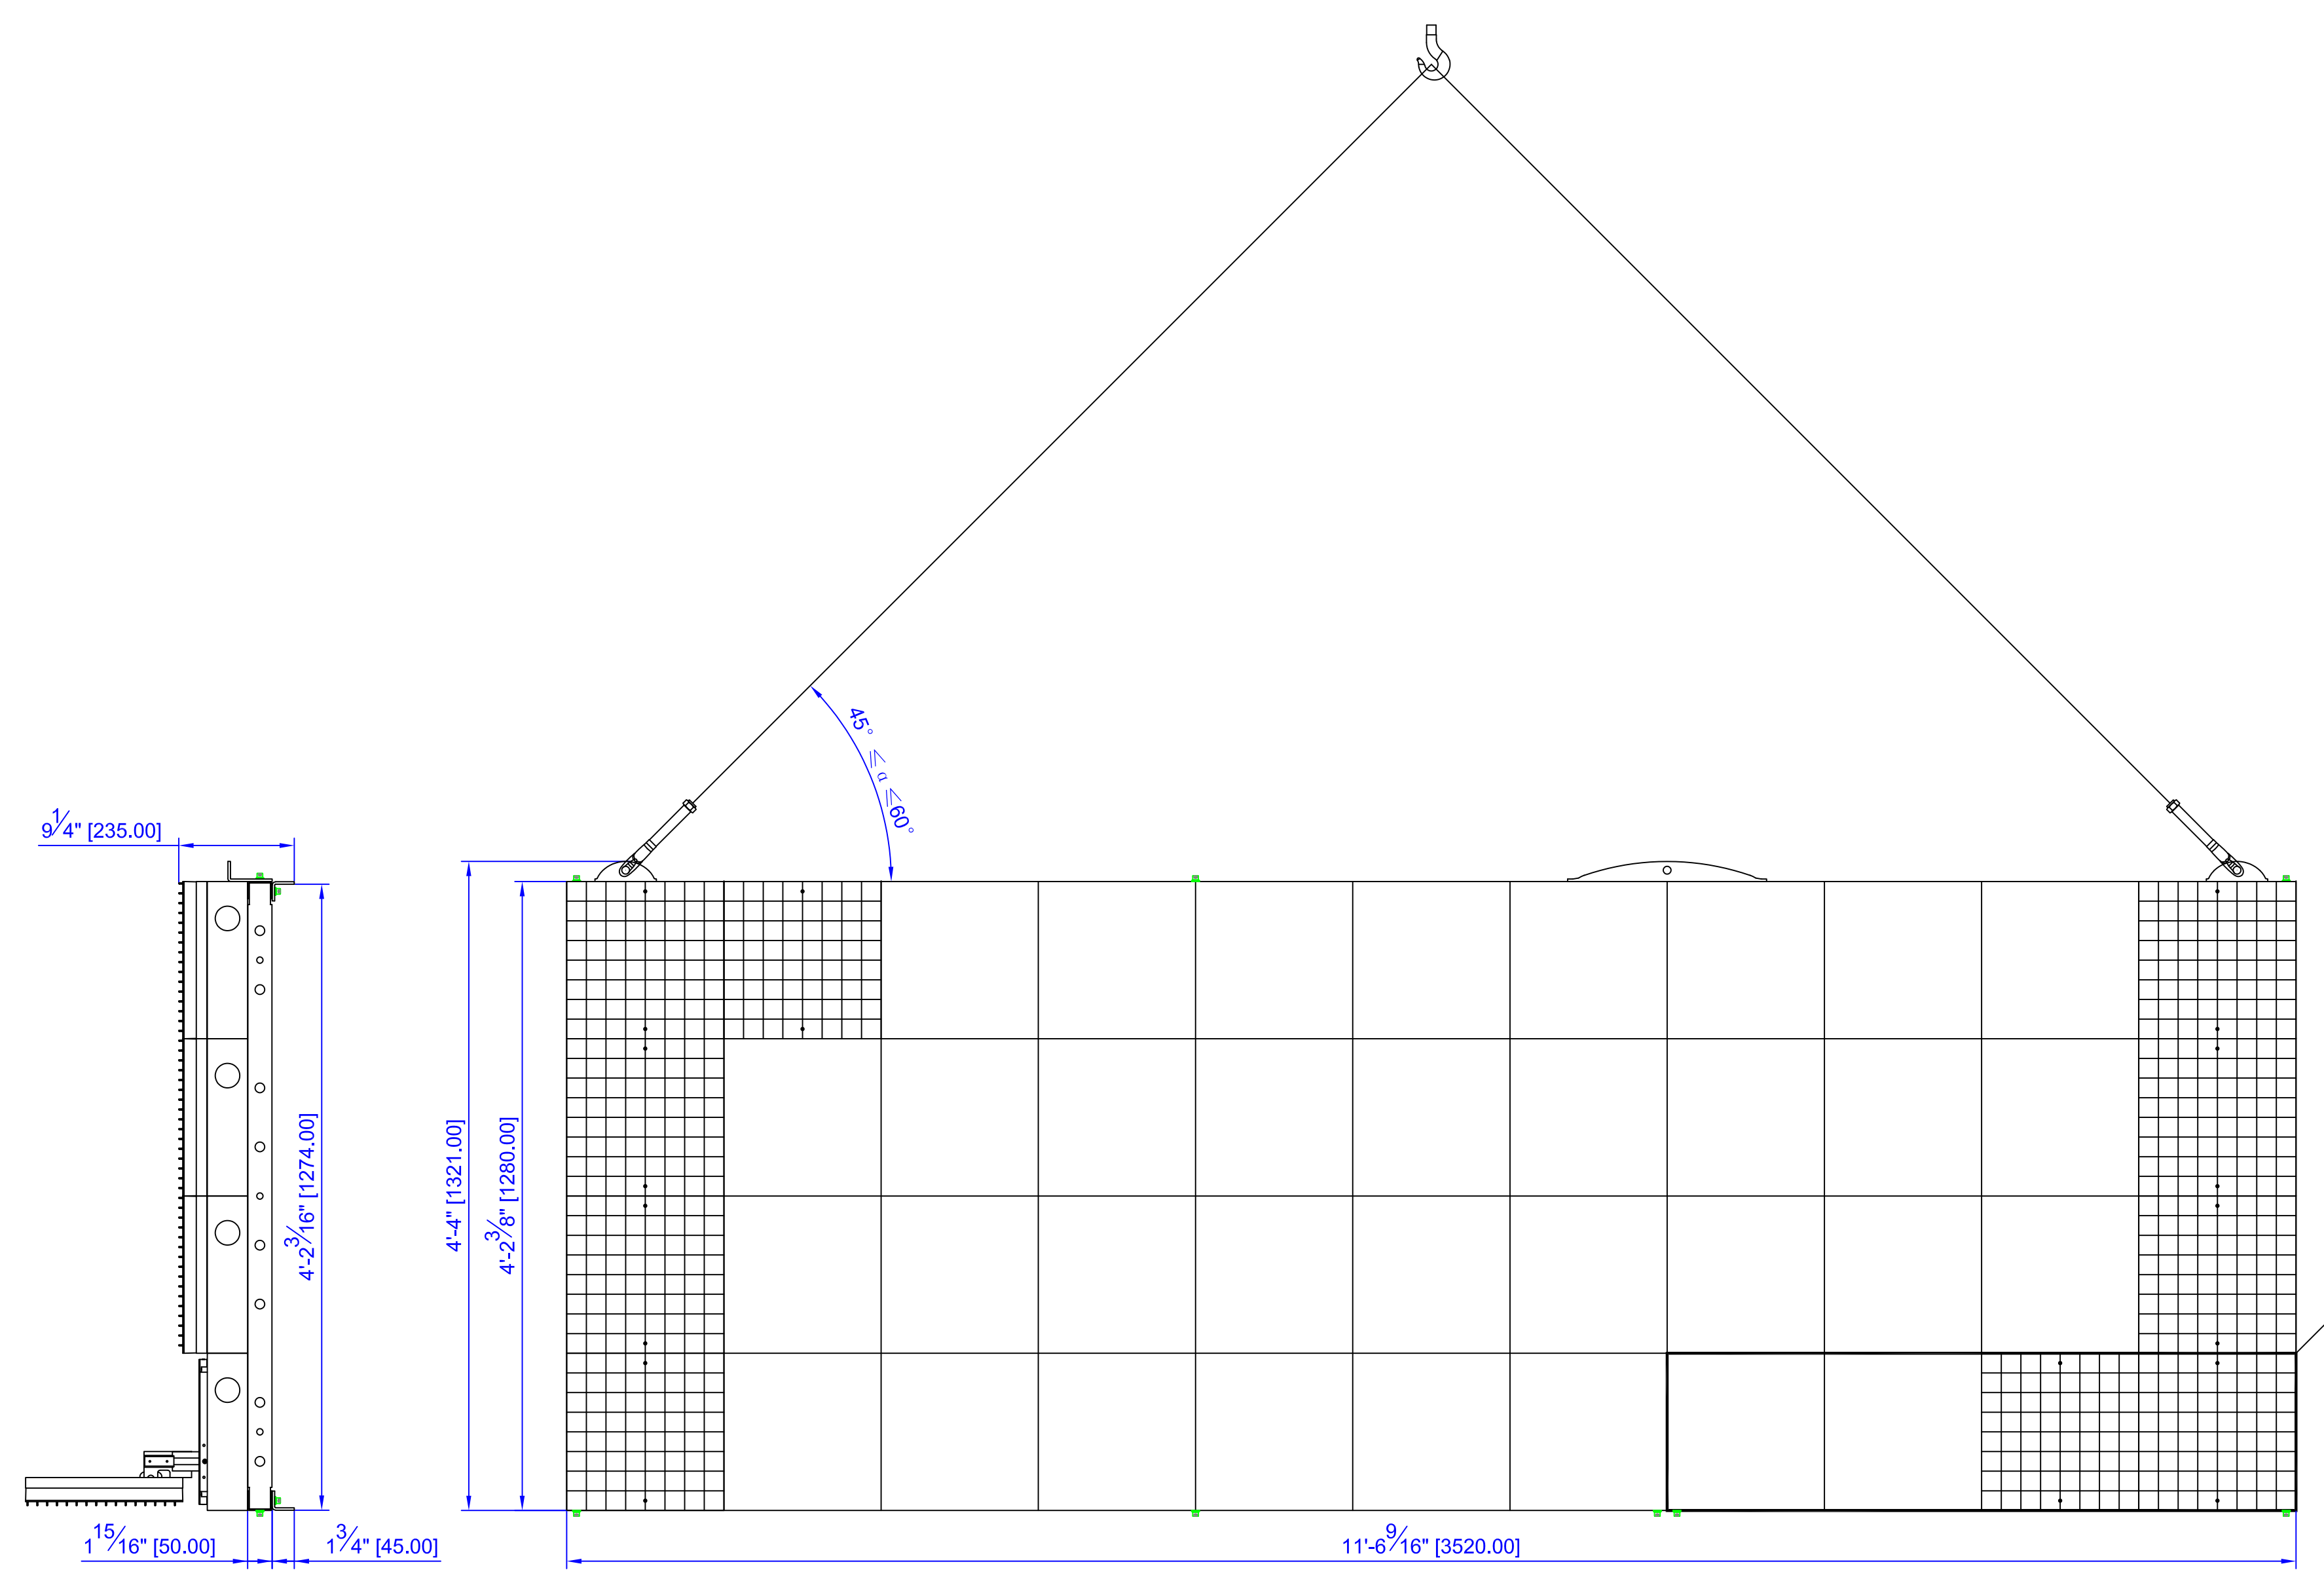 45° ≤ α ≤60°
9 1/4" [235.00]
4'-2 3/16" [1274.00]
4'-4" [1321.00]
4'-2 3/8" [1280.00]
1 15/16" [50.00]
1 3/4" [45.00]
11'-6 9/16" [3520.00]